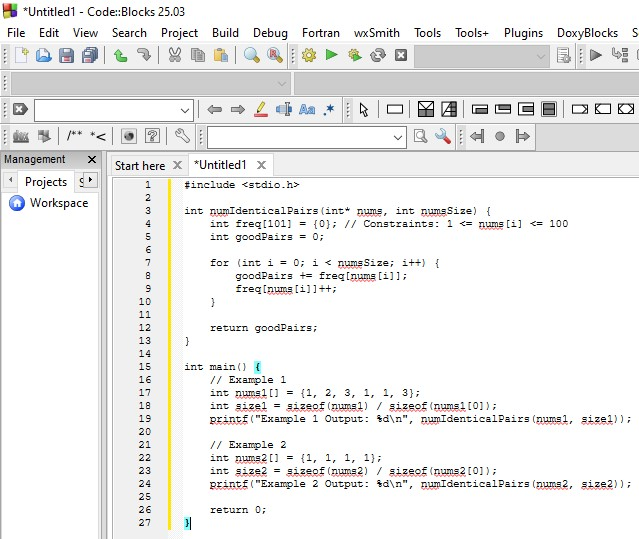 *Untitled1 - Code::Blocks 25.03
File Edit View Search Project Build Debug Fortran wxSmith Tools Tools+ Plugins DoxyBlocks
Aa .*
/** *<
Management X
Start here X *Untitled1 X
Projects
Workspace
1 #include <stdio.h>
2
3 int numIdenticalPairs(int* nums, int numsSize) {
4     int freq[101] = {0}; // Constraints: 1 <= nums[i] <= 100
5     int goodPairs = 0;
6
7     for (int i = 0; i < numsSize; i++) {
8         goodPairs += freq[nums[i]];
9         freq[nums[i]]++;
10     }
11
12     return goodPairs;
13 }
14
15 int main() {
16     // Example 1
17     int nums1[] = {1, 2, 3, 1, 1, 3};
18     int size1 = sizeof(nums1) / sizeof(nums1[0]);
19     printf("Example 1 Output: %d\n", numIdenticalPairs(nums1, size1));
20
21     // Example 2
22     int nums2[] = {1, 1, 1, 1};
23     int size2 = sizeof(nums2) / sizeof(nums2[0]);
24     printf("Example 2 Output: %d\n", numIdenticalPairs(nums2, size2));
25
26     return 0;
27 }